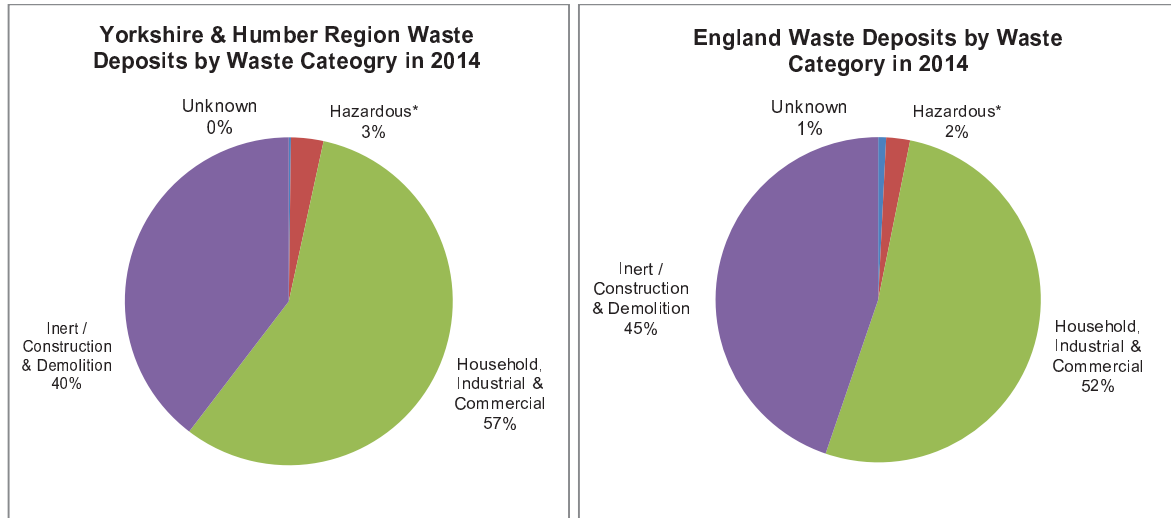 Yorkshire & Humber Region Waste
Deposits by Waste Cateogry in 2014
Unknown
0%
Hazardous*
3%
Inert /
Construction
& Demolition
40%
Household,
Industrial &
Commercial
57%
England Waste Deposits by Waste
Category in 2014
Unknown
1%
Hazardous*
2%
Inert /
Construction
& Demolition
45%
Household,
Industrial &
Commercial
52%